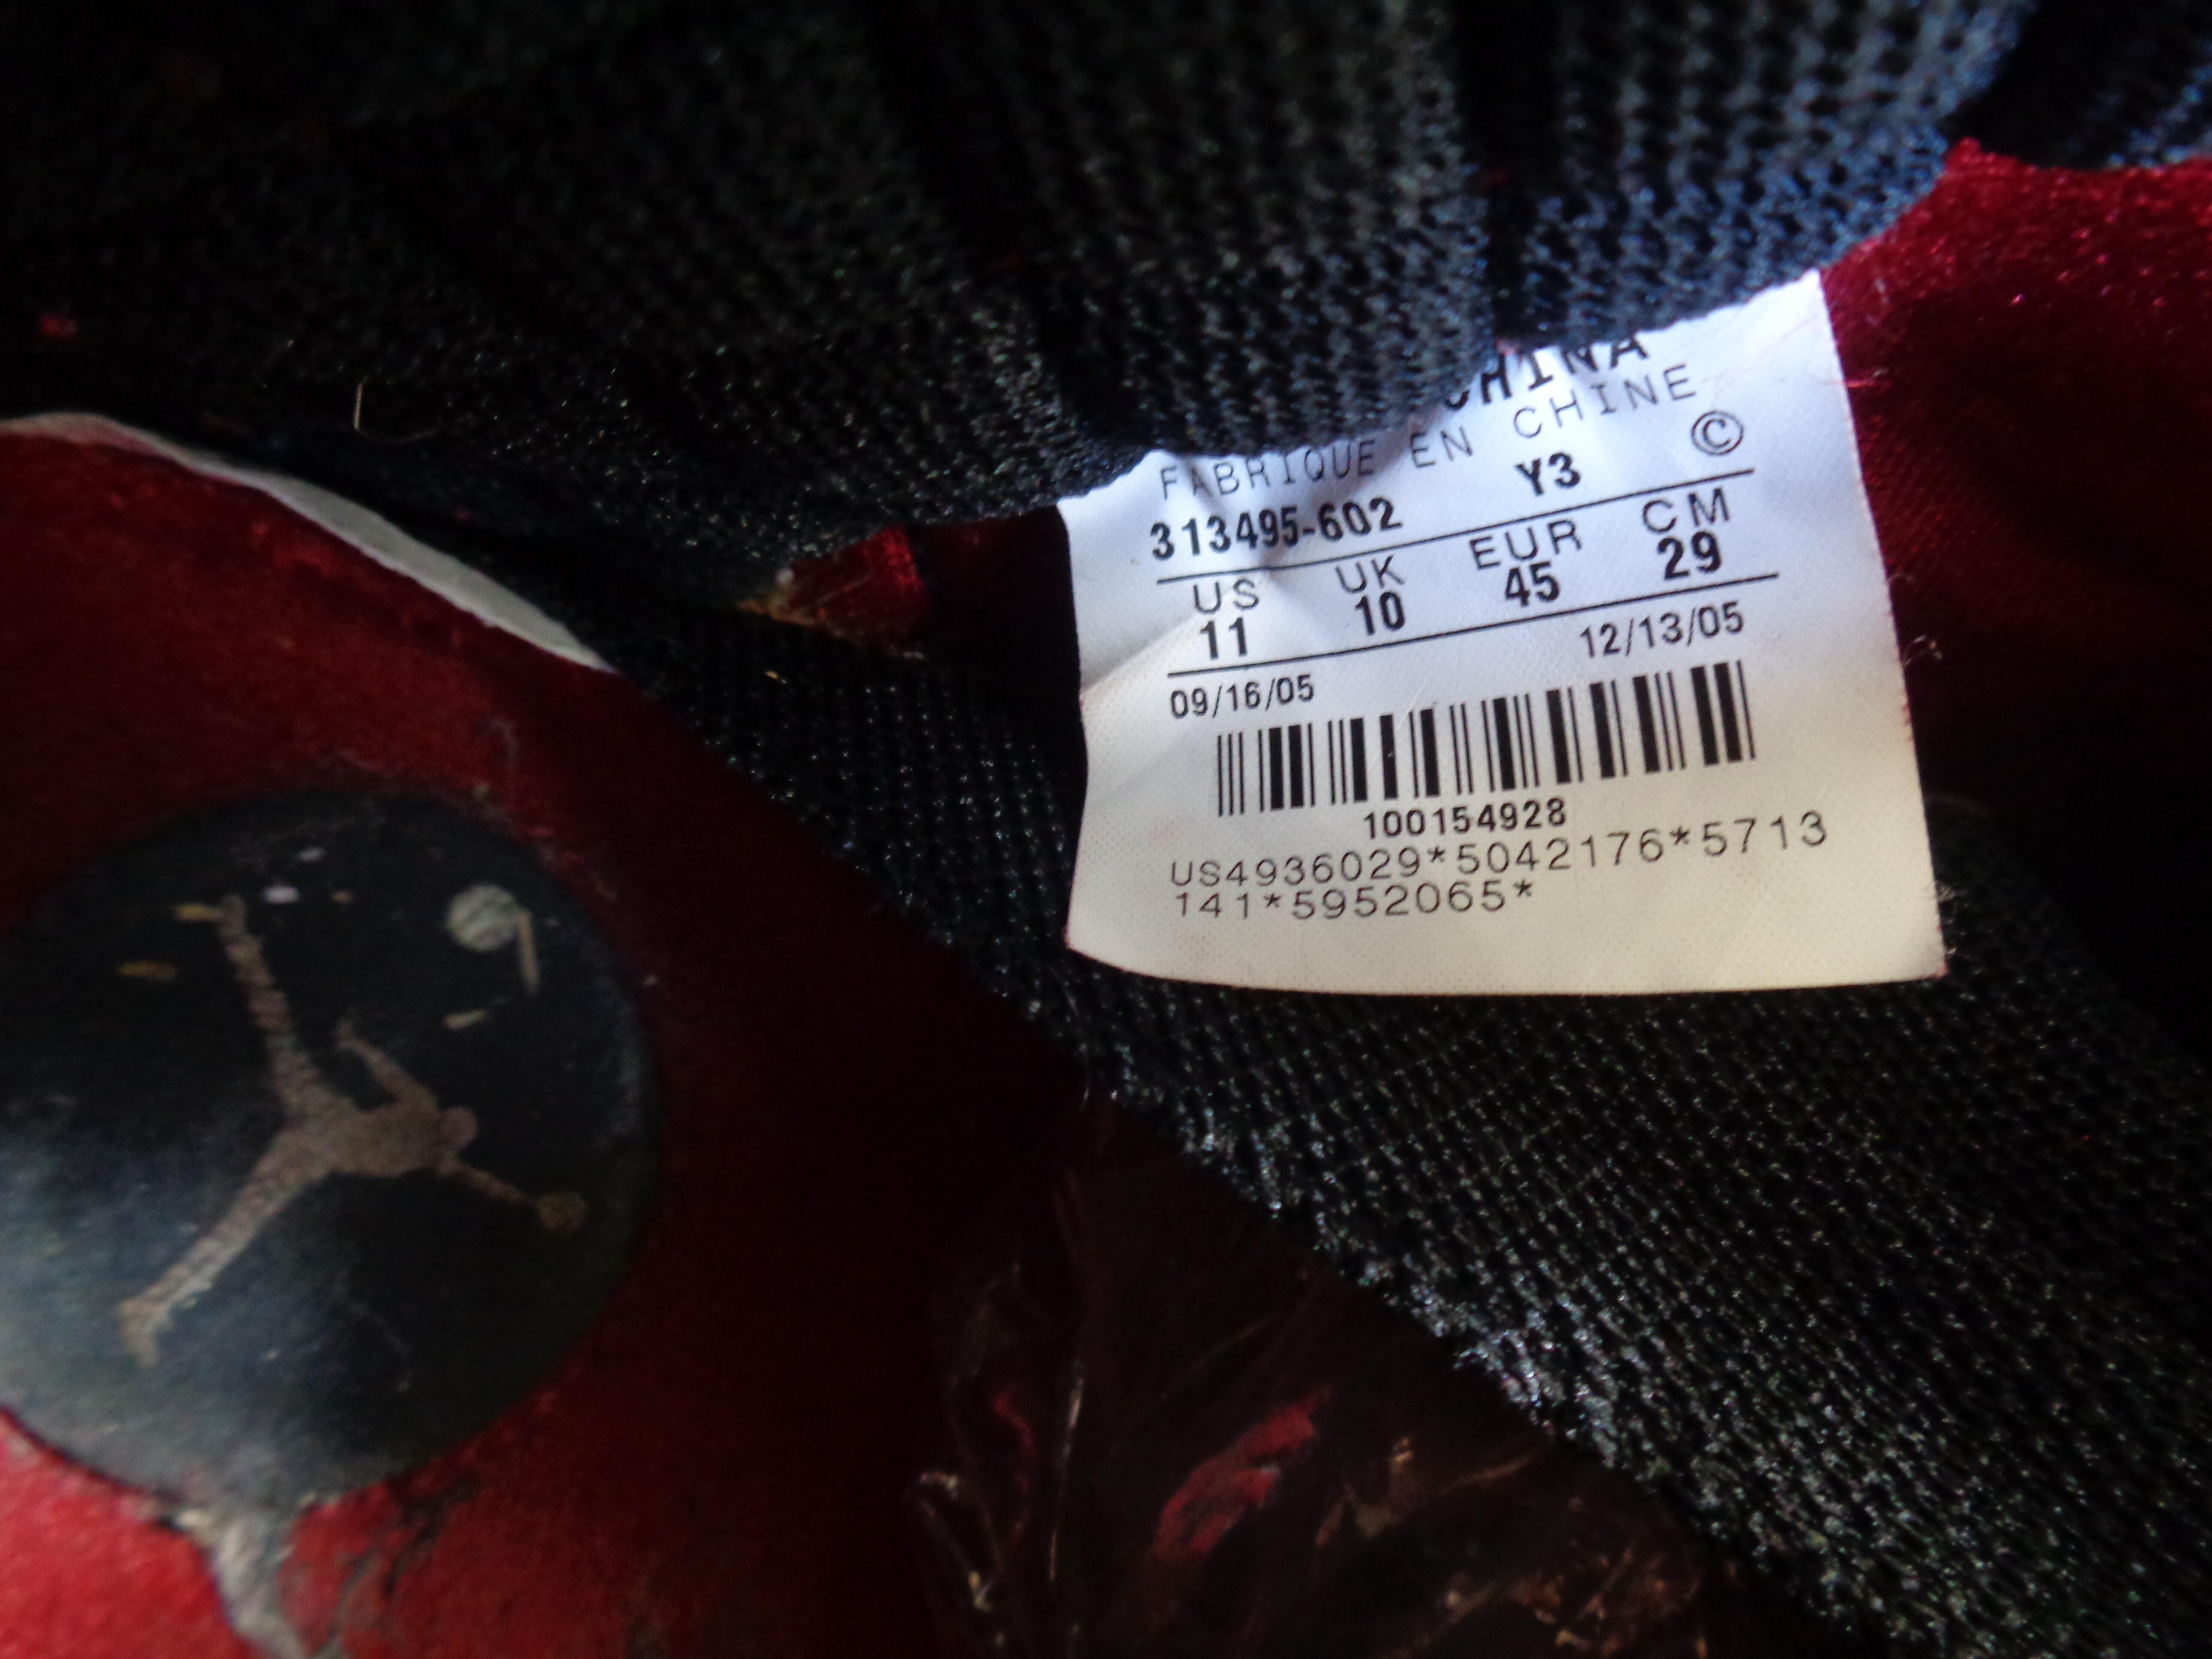 CHINA
FABRIQUE EN CHINE
313495-602 Y3 ©
US UK EUR CM
11 10 45 29
09/16/05 12/13/05
100154928
US4936029*5042176*5713
141*5952065*